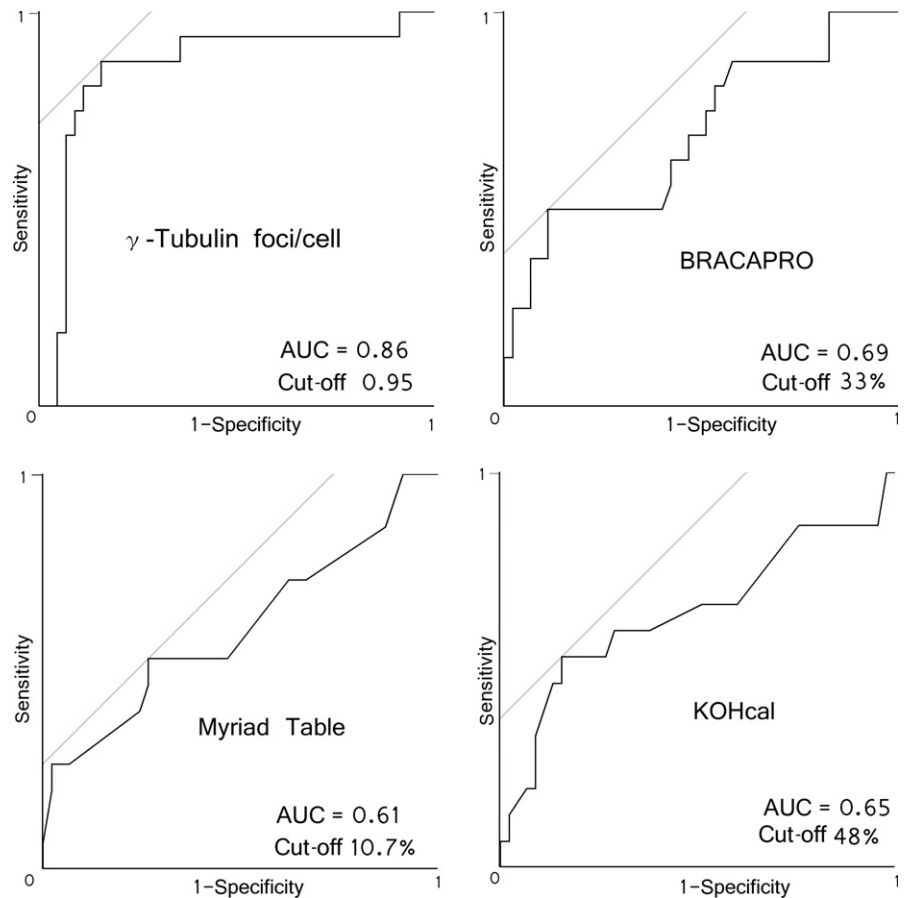 1
Sensitivity
γ-Tubulin foci/cell
AUC = 0.86
Cut-off 0.95
0
1-Specificity
1
1
Sensitivity
BRACAPRO
AUC = 0.69
Cut-off 33%
0
1-Specificity
1
1
Sensitivity
Myriad Table
AUC = 0.61
Cut-off 10.7%
0
1-Specificity
1
1
Sensitivity
KOHcal
AUC = 0.65
Cut-off 48%
0
1-Specificity
1